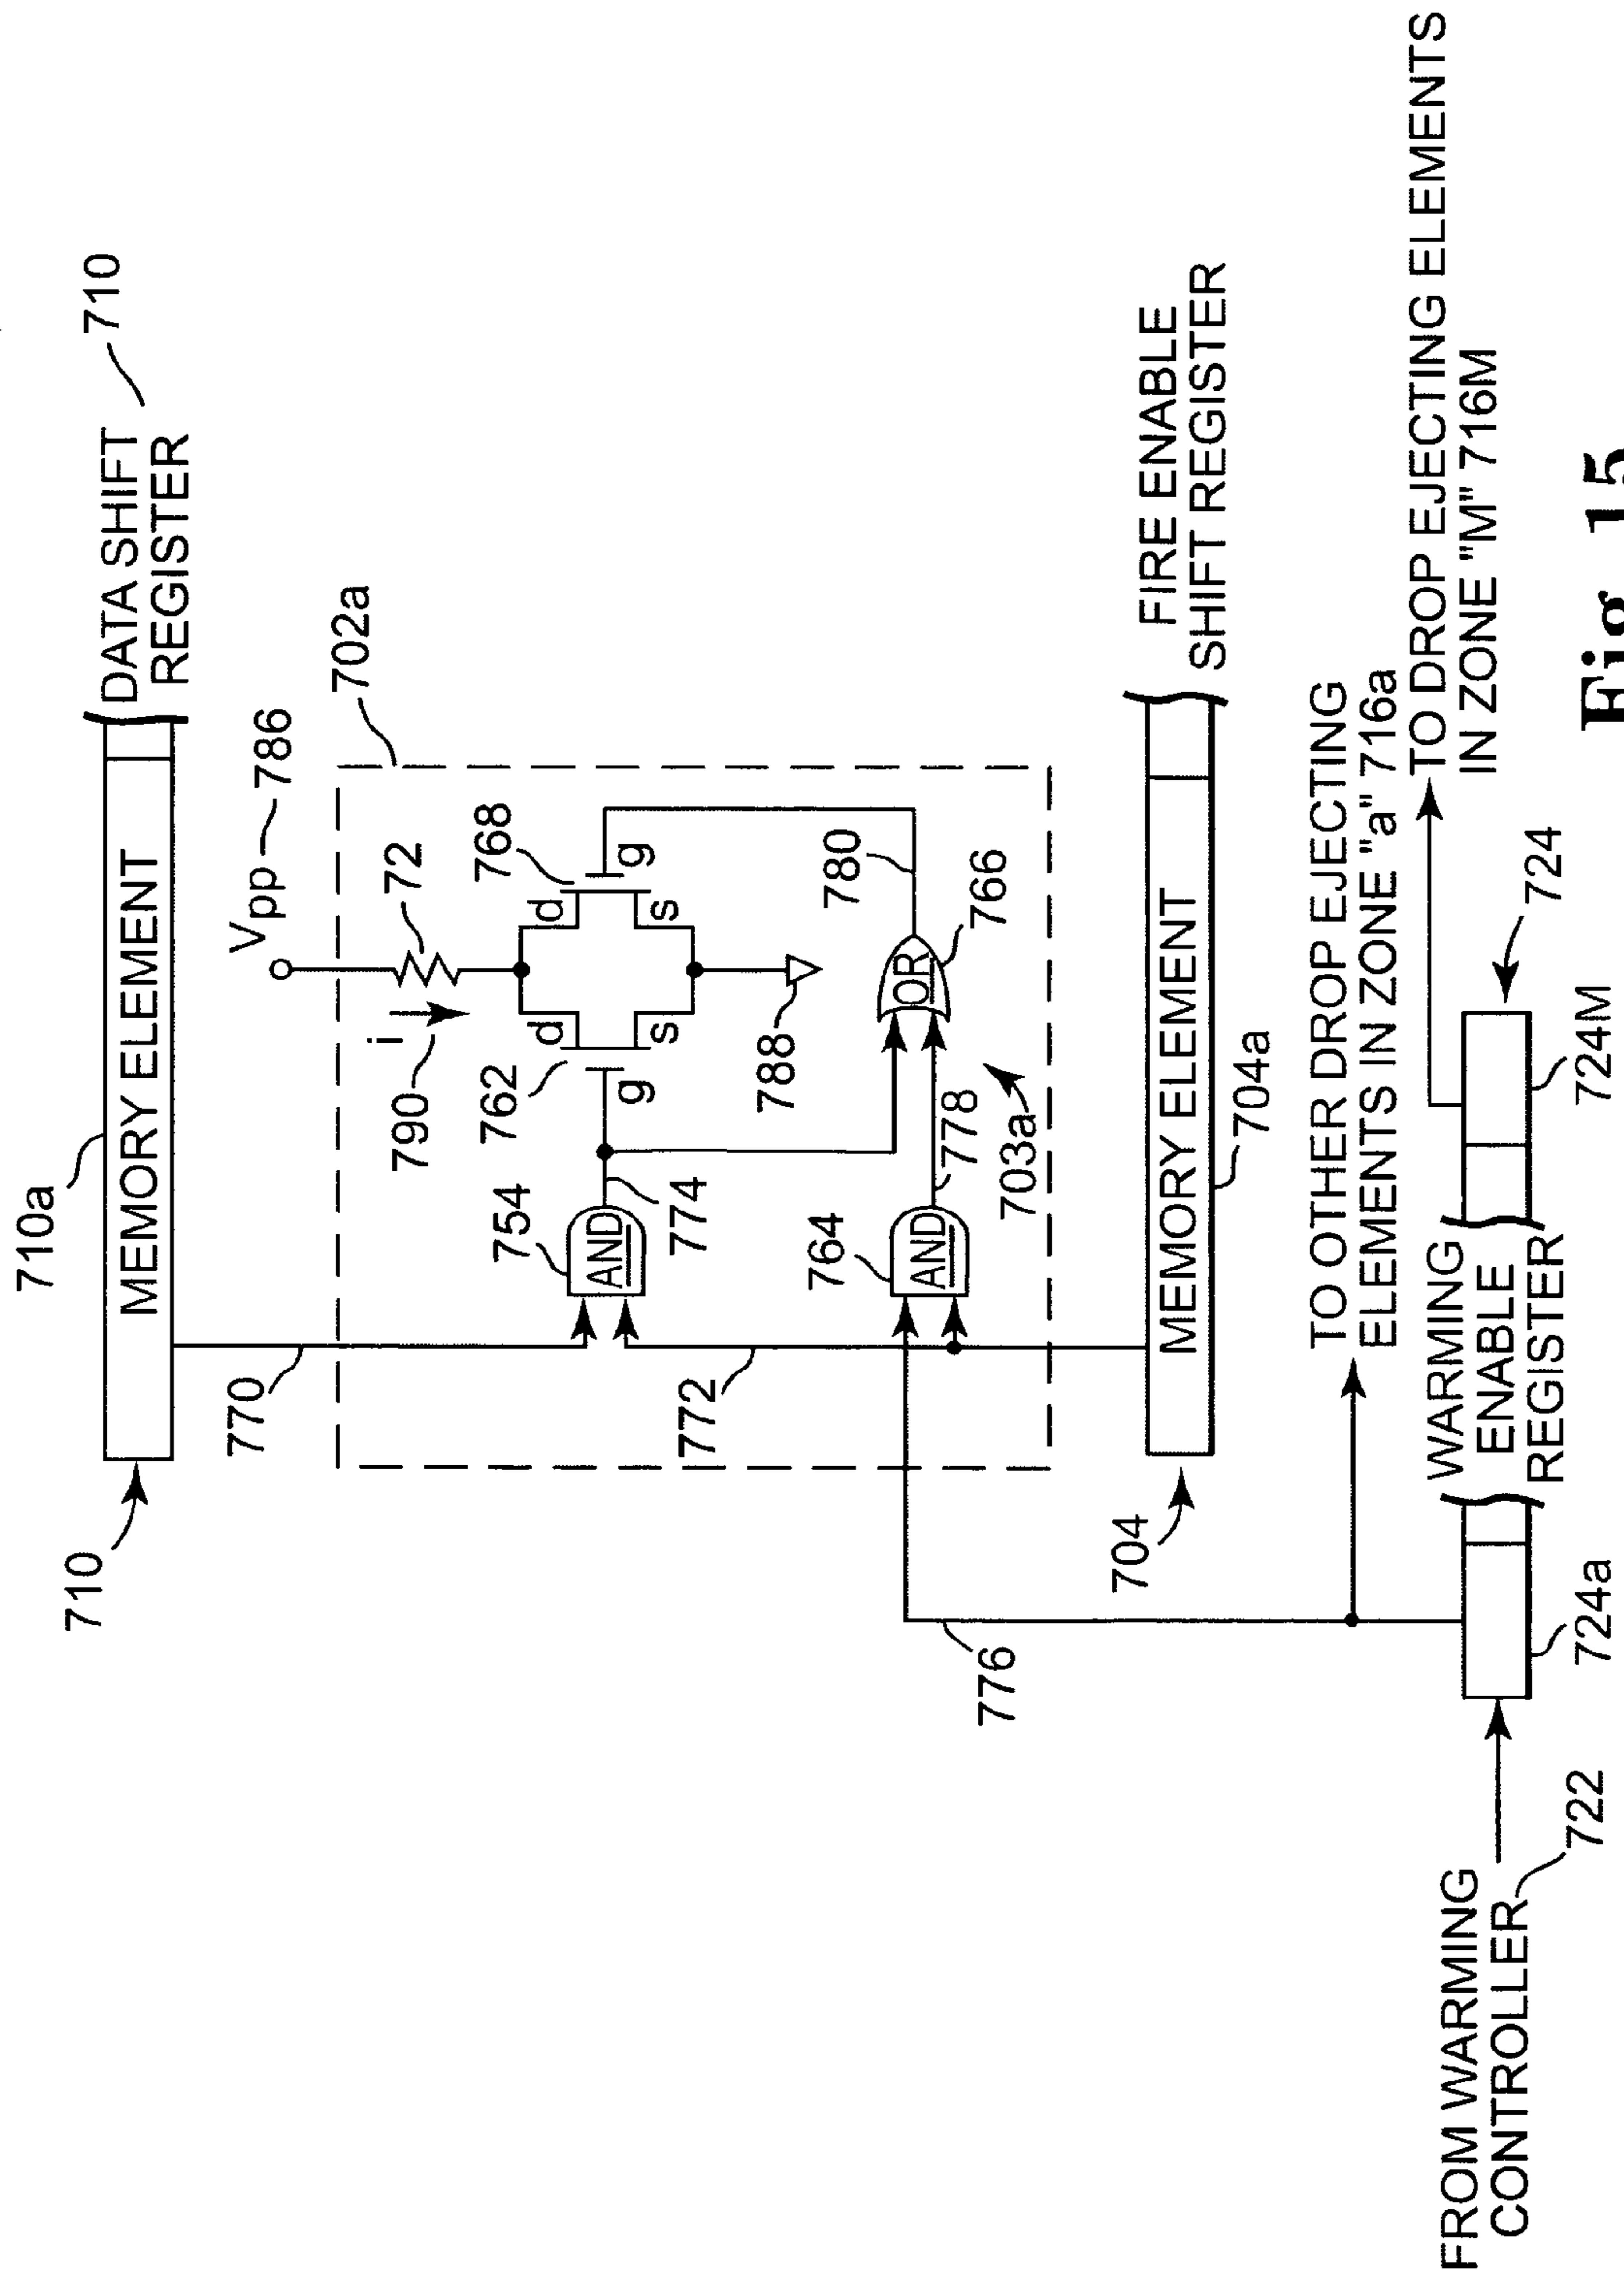 710a
710
MEMORY ELEMENT
DATA SHIFT
REGISTER
710
770
Vpp
786
702a
72
i
790
d
d
768
762
g
g
s
s
754
AND
774
788
780
772
764
AND
778
OR
766
703a
776
704
MEMORY ELEMENT
704a
FIRE ENABLE
SHIFT REGISTER
TO OTHER DROP EJECTING
ELEMENTS IN ZONE "a" 716a
TO DROP EJECTING ELEMENTS
IN ZONE "M" 716M
FROM WARMING
CONTROLLER
722
724a
WARMING
ENABLE
REGISTER
724M
724
Fig. 15